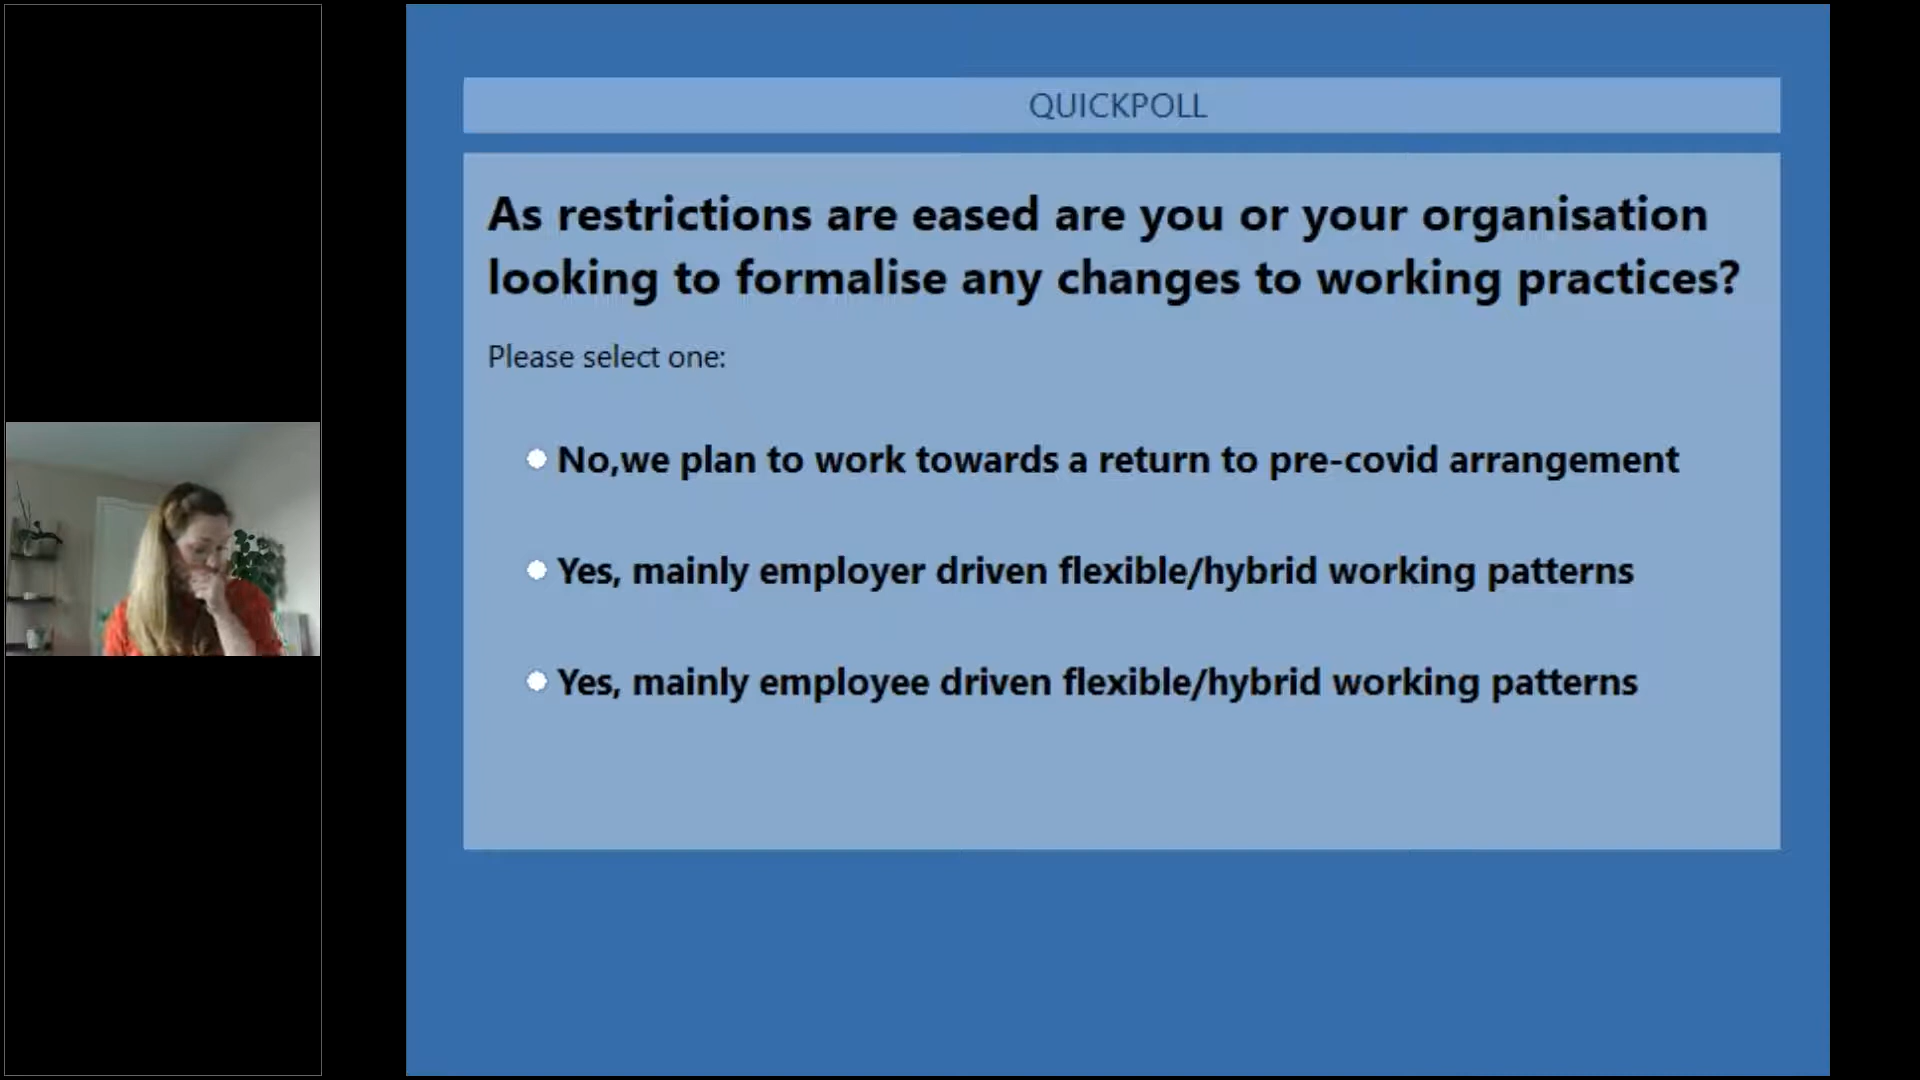 QUICKPOLL
As restrictions are eased are you or your organisation
looking to formalise any changes to working practices?
Please select one:
No,we plan to work towards a return to pre-covid arrangement
Yes, mainly employer driven flexible/hybrid working patterns
Yes, mainly employee driven flexible/hybrid working patterns